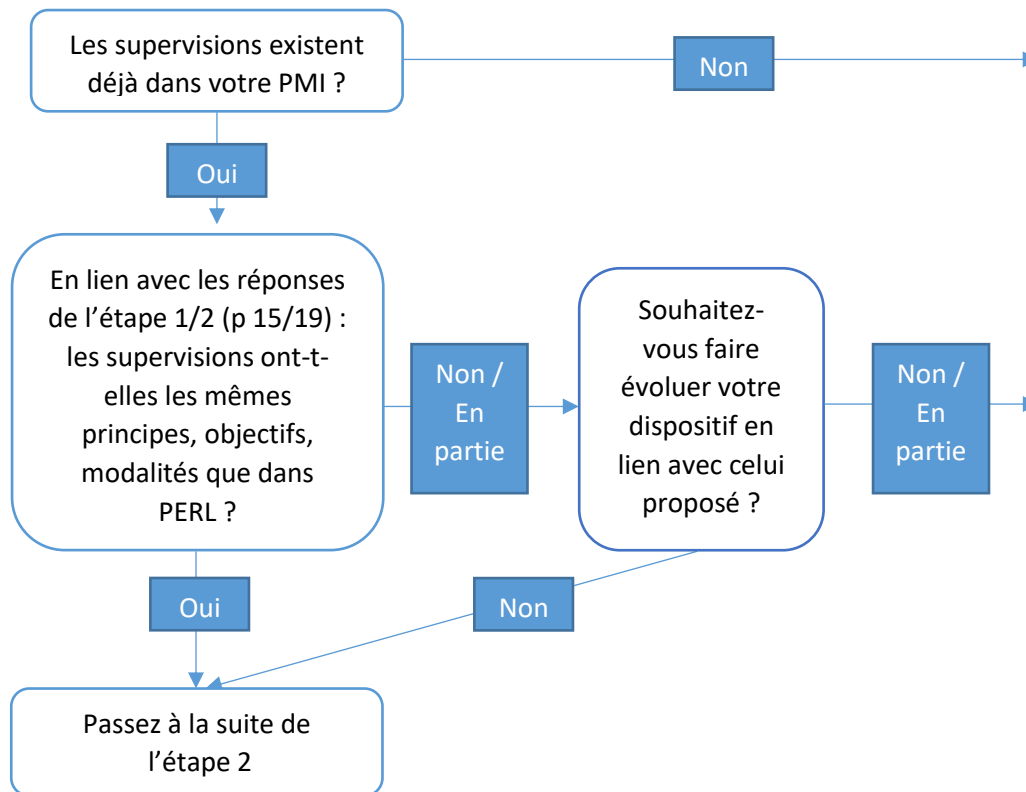 Les supervisions existent
déjà dans votre PMI ?
Non
Oui
En lien avec les réponses
de l'étape 1/2 (p 15/19) :
les supervisions ont-t-
elles les mêmes
principes, objectifs,
modalités que dans
PERL ?
Non /
En
partie
Souhaitez-
vous faire
évoluer votre
dispositif en
lien avec celui
proposé ?
Non /
En
partie
Oui
Non
Passez à la suite de
l'étape 2